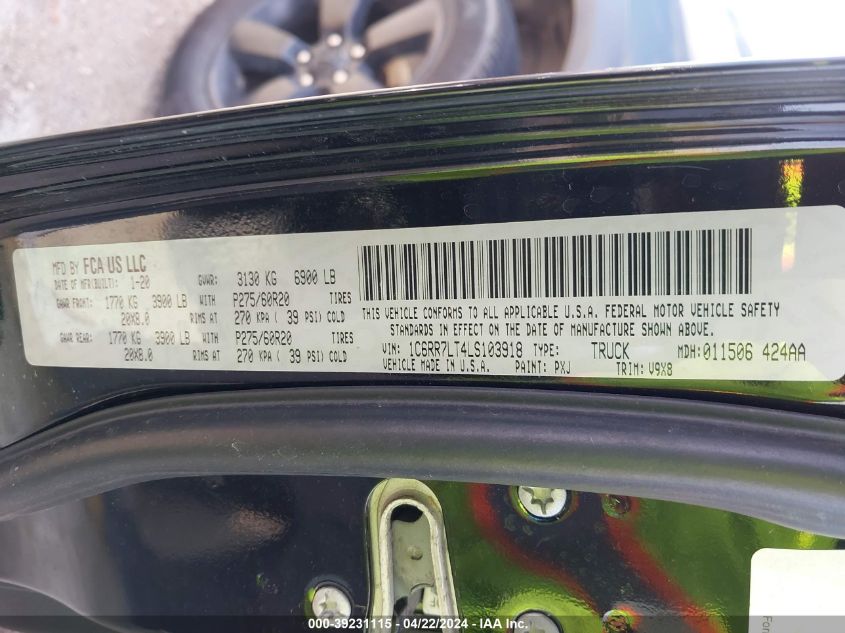 MFD BY FCA US LLC
DATE OF MFR(BUILT): 1-20 GVWR: 3130 KG 6900 LB
GAWR FRONT: 1770 KG 3900 LB WITH P275/60R20 TIRES
20X8.0 RIMS AT 270 KPA ( 39 PSI) COLD
GAWR REAR: 1770 KG 3900 LB WITH P275/60R20 TIRES
20X8.0 RIMS AT 270 KPA ( 39 PSI) COLD
THIS VEHICLE CONFORMS TO ALL APPLICABLE U.S.A. FEDERAL MOTOR VEHICLE SAFETY
STANDARDS IN EFFECT ON THE DATE OF MANUFACTURE SHOWN ABOVE.
VIN: 1C6RR7LT4LS103918 TYPE: TRUCK MDH:011506 424AA
VEHICLE MADE IN U.S.A. PAINT: PXJ TRIM: V9X8
For
000-39231115 - 04/22/2024 - IAA Inc.